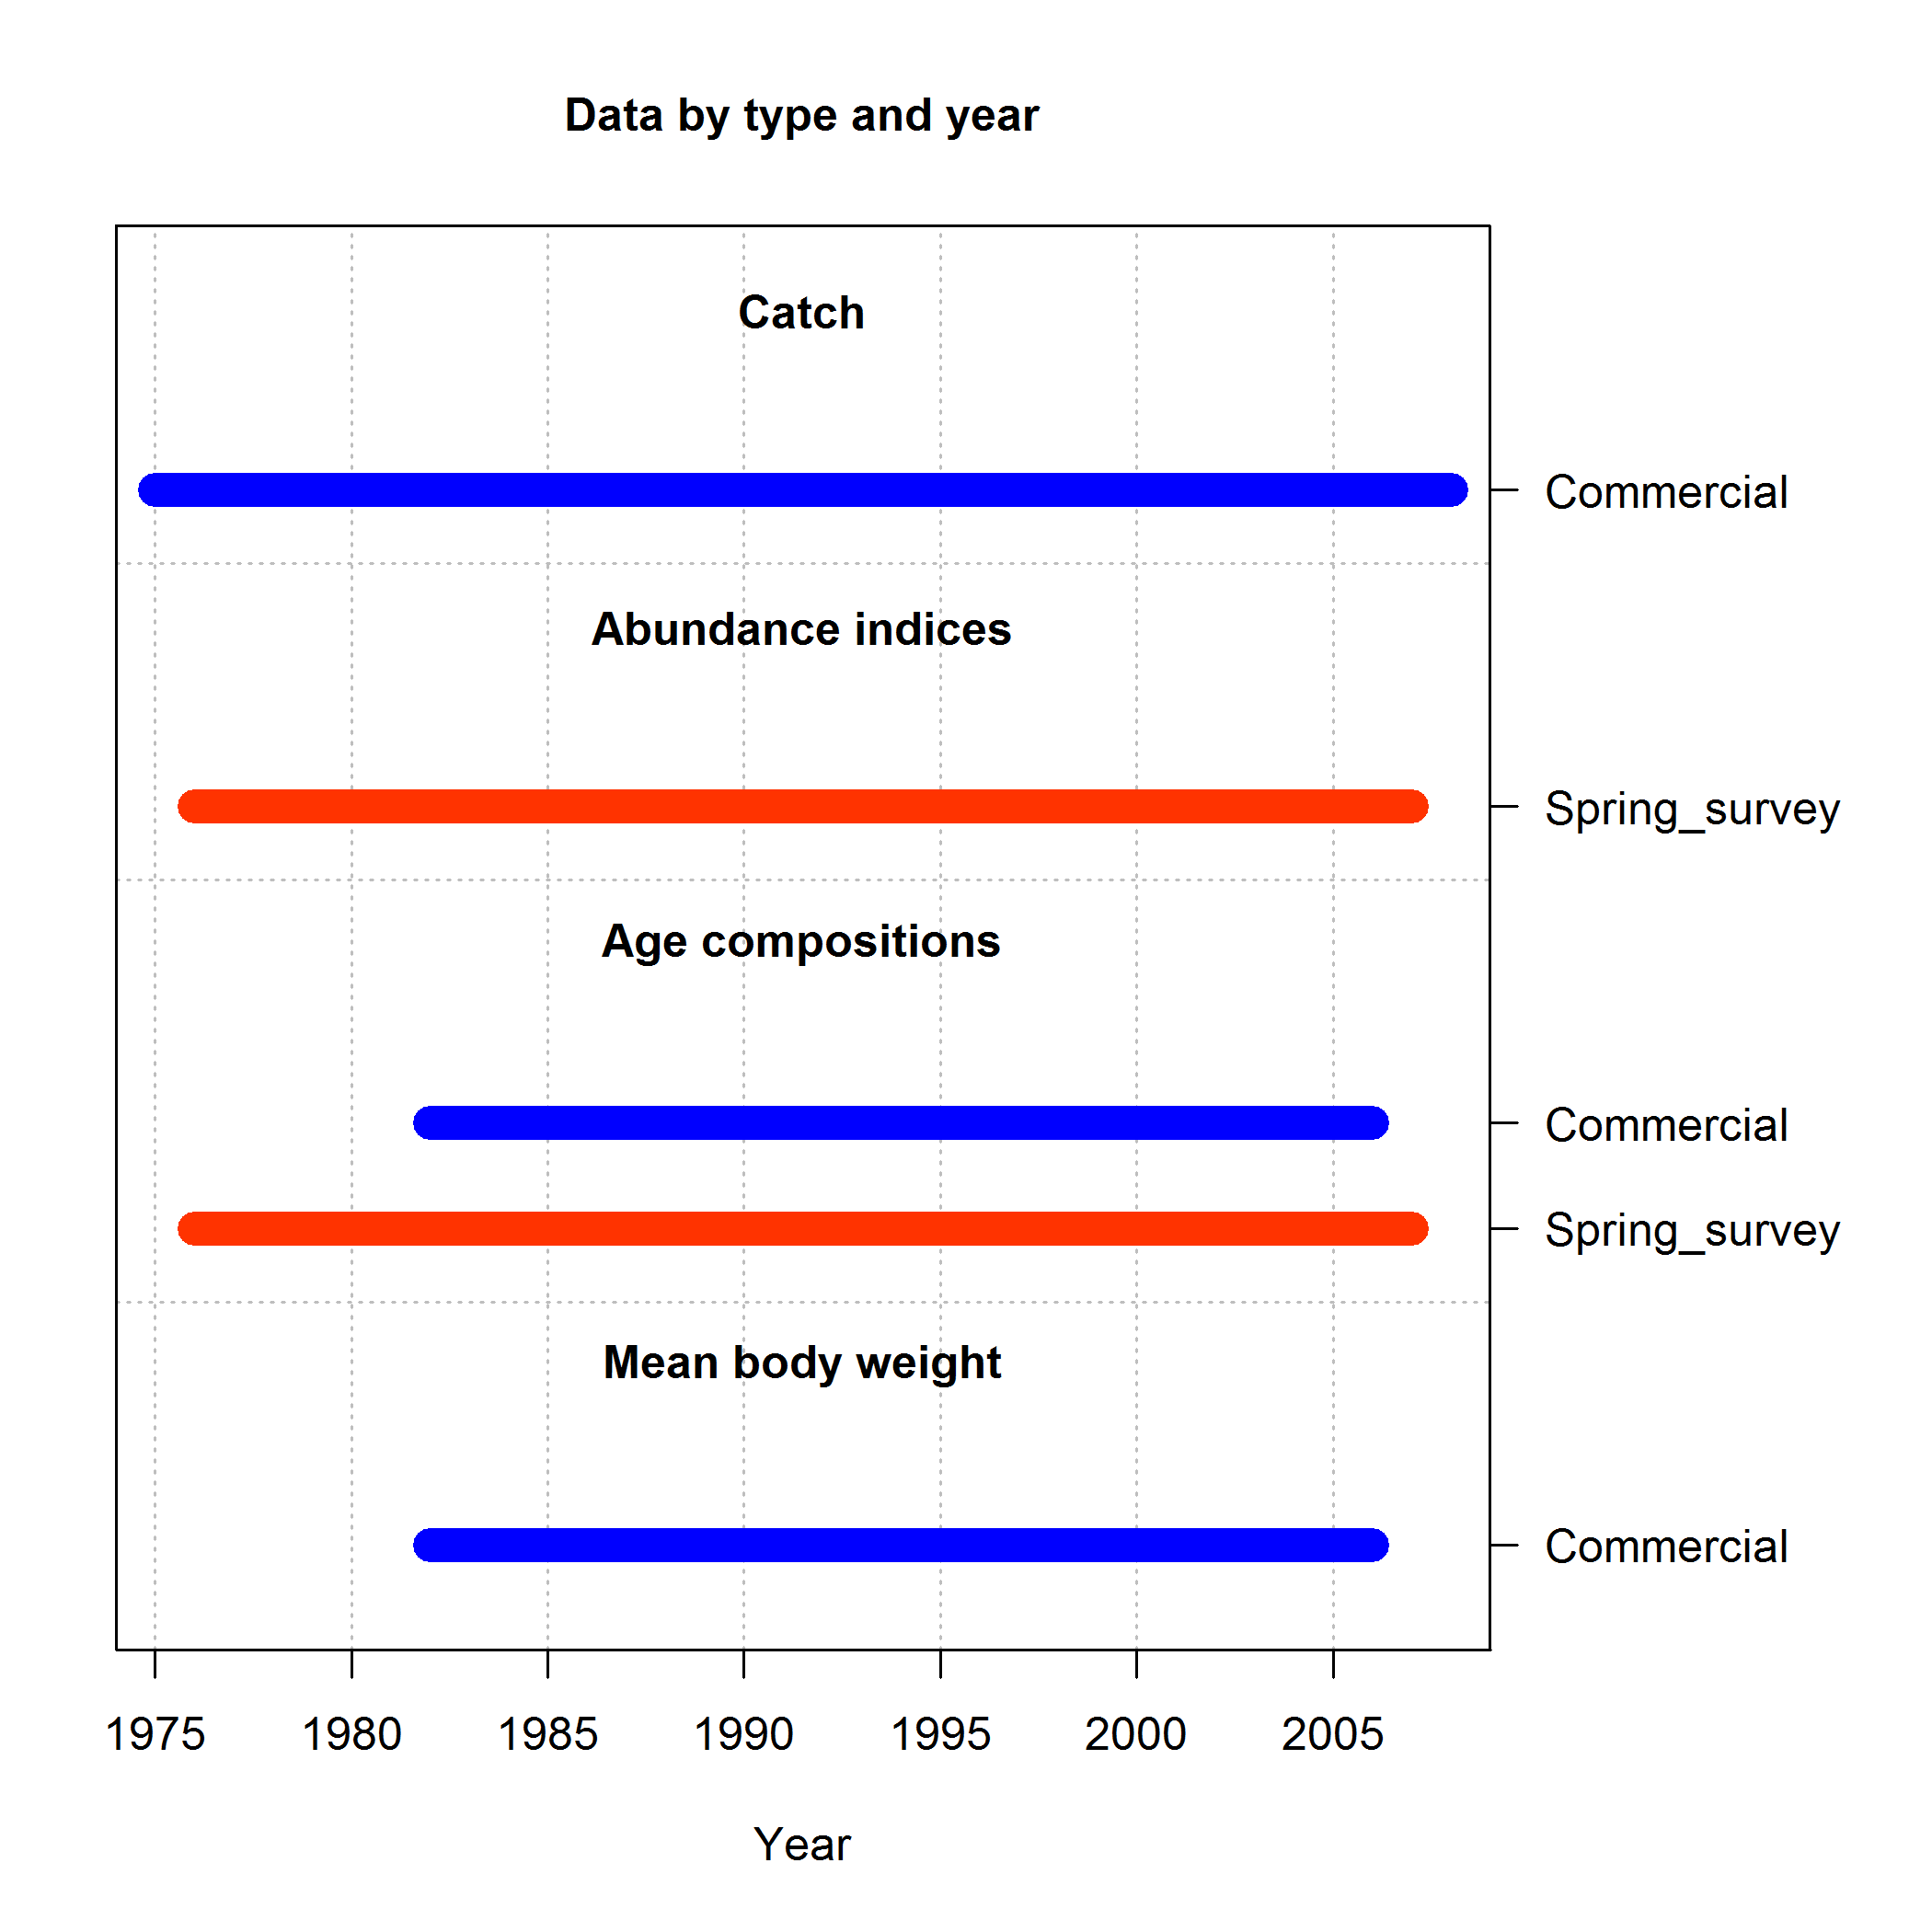 Data by type and year
Catch
Commercial
Abundance indices
Spring_survey
Age compositions
Commercial
Spring_survey
Mean body weight
Commercial
1975 1980 1985 1990 1995 2000 2005
Year